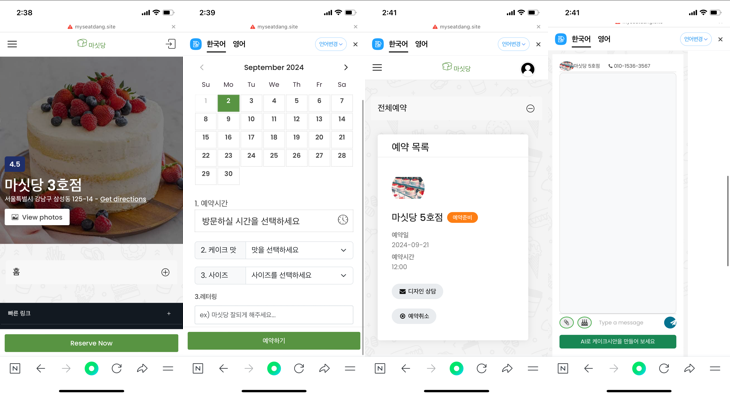 2:38
myseatdang.site
마싯당
4.5
마싯당 3호점
서울특별시 강남구 삼성동 125-14 - Get directions
View photos
홈
빠른 링크
Reserve Now
2:39
myseatdang.site
한국어 영어
언어변경
September 2024
Su Mo Tu We Th Fr Sa
1 2 3 4 5 6 7
8 9 10 11 12 13 14
15 16 17 18 19 20 21
22 23 24 25 26 27 28
29 30
1. 예약시간
방문하실 시간을 선택하세요
2. 케이크 맛 맛을 선택하세요
3. 사이즈 사이즈를 선택하세요
3.레터링
ex) 마싯당 잘되게 해주세요...
예약하기
2:41
myseatdang.site
한국어 영어
언어변경
마싯당
전체예약
예약 목록
마싯당 5호점 예약준비
예약일
2024-09-21
예약시간
12:00
디자인 상담
예약취소
2:41
한국어 영어
언어변경
마싯당 5호점 010-1536-3567
Type a message
AI로 케이크시안을 만들어 보세요